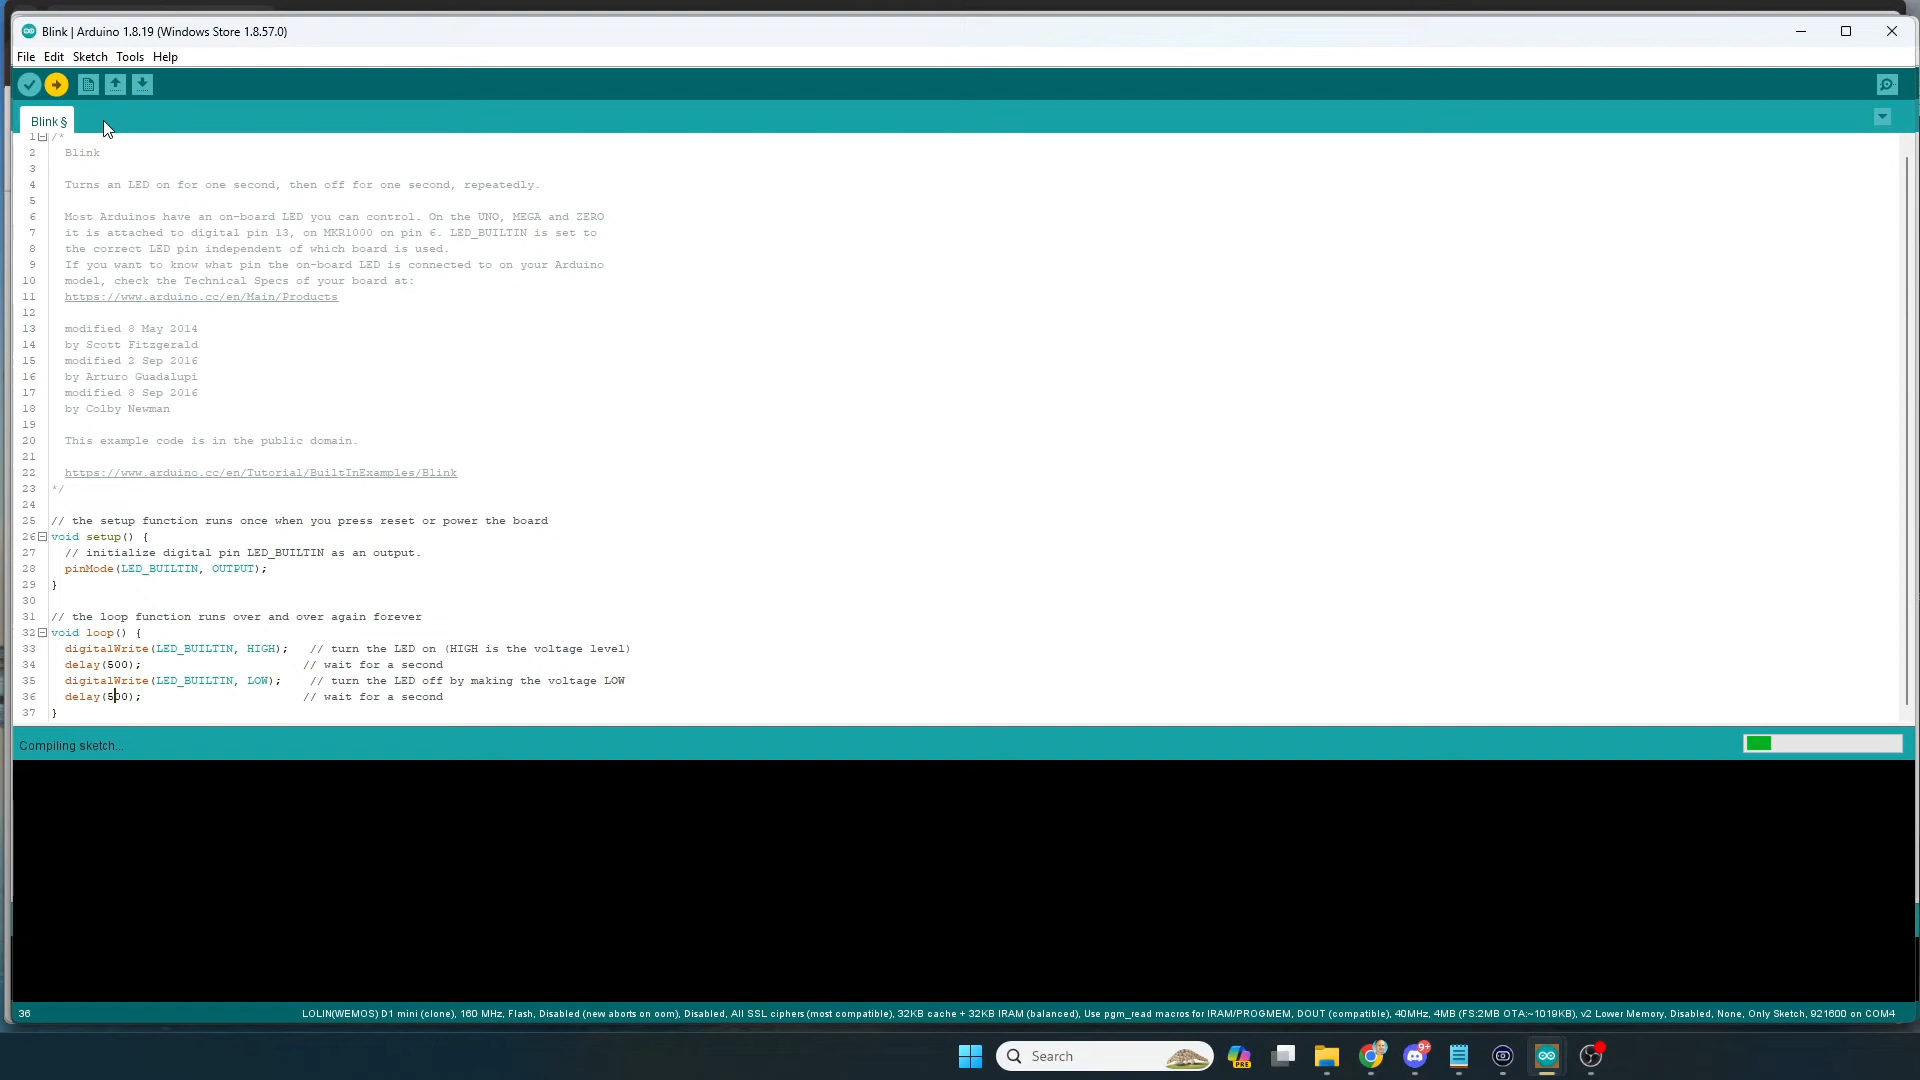 Blink | Arduino 1.8.19 (Windows Store 1.8.57.0)
File Edit Sketch Tools Help
Blink §
1 /*
2 Blink
3
4 Turns an LED on for one second, then off for one second, repeatedly.
5
6 Most Arduinos have an on-board LED you can control. On the UNO, MEGA and ZERO
7 it is attached to digital pin 13, on MKR1000 on pin 6. LED_BUILTIN is set to
8 the correct LED pin independent of which board is used.
9 If you want to know what pin the on-board LED is connected to on your Arduino
10 model, check the Technical Specs of your board at:
11 https://www.arduino.cc/en/Main/Products
12
13 modified 8 May 2014
14 by Scott Fitzgerald
15 modified 2 Sep 2016
16 by Arturo Guadalupi
17 modified 8 Sep 2016
18 by Colby Newman
19
20 This example code is in the public domain.
21
22 https://www.arduino.cc/en/Tutorial/BuiltInExamples/Blink
23 */
24
25 // the setup function runs once when you press reset or power the board
26 void setup() {
27 // initialize digital pin LED_BUILTIN as an output.
28 pinMode(LED_BUILTIN, OUTPUT);
29 }
30
31 // the loop function runs over and over again forever
32 void loop() {
33 digitalWrite(LED_BUILTIN, HIGH); // turn the LED on (HIGH is the voltage level)
34 delay(500); // wait for a second
35 digitalWrite(LED_BUILTIN, LOW); // turn the LED off by making the voltage LOW
36 delay(500); // wait for a second
37 }
Compiling sketch...
36 LOLIN(WEMOS) D1 mini (clone), 160 MHz, Flash, Disabled (new aborts on oom), Disabled, All SSL ciphers (most compatible), 32KB cache + 32KB IRAM (balanced), Use pgm_read macros for IRAM/PROGMEM, DOUT (compatible), 40MHz, 4MB (FS:2MB OTA:~1019KB), v2 Lower Memory, Disabled, None, Only Sketch, 921600 on COM4
Search
PRE
9+